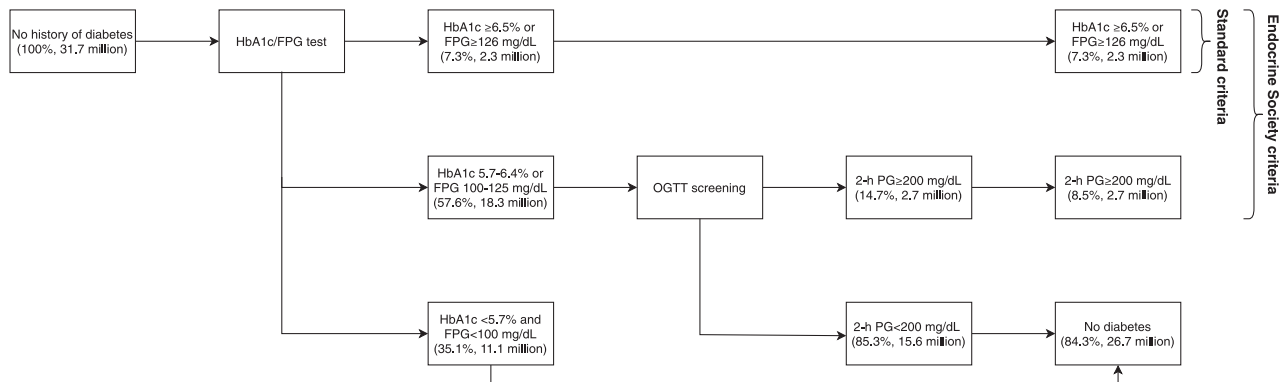 No history of diabetes
(100%, 31.7 million)
HbA1c/FPG test
HbA1c ≥6.5% or
FPG≥126 mg/dL
(7.3%, 2.3 million)
HbA1c ≥6.5% or
FPG≥126 mg/dL
(7.3%, 2.3 million)
Standard criteria
Endocrine Society criteria
HbA1c 5.7-6.4% or
FPG 100-125 mg/dL
(57.6%, 18.3 million)
OGTT screening
2-h PG≥200 mg/dL
(14.7%, 2.7 million)
2-h PG≥200 mg/dL
(8.5%, 2.7 million)
HbA1c <5.7% and
FPG<100 mg/dL
(35.1%, 11.1 million)
2-h PG<200 mg/dL
(85.3%, 15.6 million)
No diabetes
(84.3%, 26.7 million)